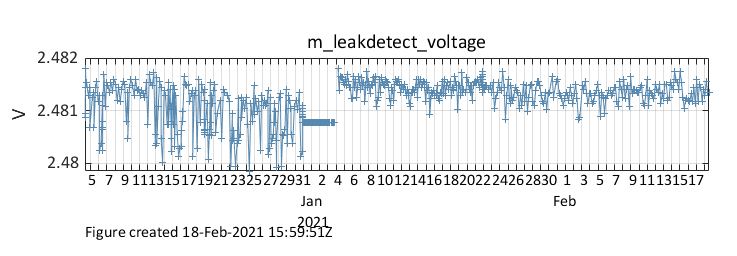 m_leakdetect_voltage
2.482
2.481
2.48
V
5 7 9 11 13 15 17 19 21 23 25 27 29 31 2 4 6 8 10 12 14 16 18 20 22 24 26 28 30 1 3 5 7 9 11 13 15 17
Jan Feb
2021
Figure created 18-Feb-2021 15:59:51Z